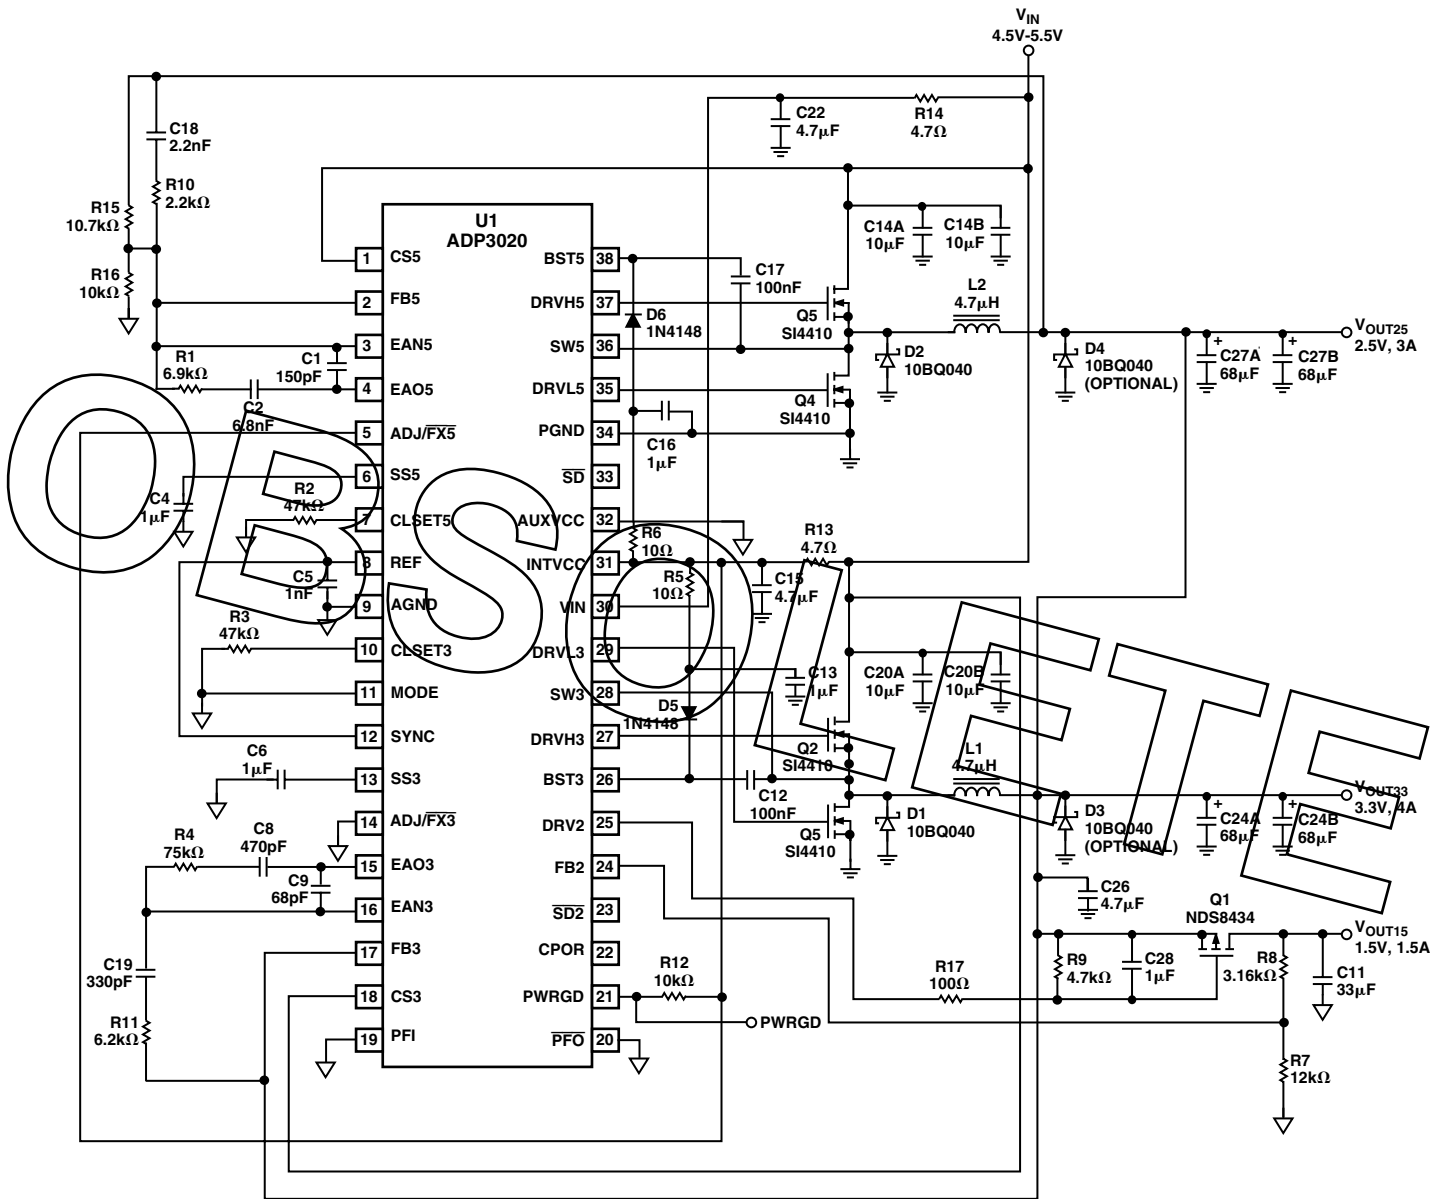 VIN
4.5V-5.5V
C22
4.7μF
R14
4.7Ω
C18
2.2nF
R10
2.2kΩ
R15
10.7kΩ
R16
10kΩ
U1
ADP3020
1 CS5
2 FB5
3 EAN5
4 EAO5
5 ADJ/FX5
6 SS5
7 CLSET5
8 REF
9 AGND
10 CLSET3
11 MODE
12 SYNC
13 SS3
14 ADJ/FX3
15 EAO3
16 EAN3
17 FB3
18 CS3
19 PFI
BST5 38
DRVH5 37
SW5 36
DRVL5 35
PGND 34
SD 33
AUXVCC 32
INTVCC 31
VIN 30
DRVL3 29
SW3 28
DRVH3 27
BST3 26
DRV2 25
FB2 24
SD2 23
CPOR 22
PWRGD 21
PFO 20
R1
6.9kΩ
C1
150pF
C2
6.8nF
C4
1μF
R2
47kΩ
C5
1nF
R3
47kΩ
C6
1μF
R4
75kΩ
C8
470pF
C9
68pF
C19
330pF
R11
6.2kΩ
C17
100nF
D6
1N4148
C16
1μF
Q5
SI4410
Q4
SI4410
C14A
10μF
C14B
10μF
L2
4.7μH
D2
10BQ040
D4
10BQ040
(OPTIONAL)
C27A
68μF
C27B
68μF
VOUT25
2.5V, 3A
R6
10Ω
R5
10Ω
C15
4.7μF
R13
4.7Ω
C13
1μF
D5
1N4148
C20A
10μF
C20B
10μF
Q2
SI4410
L1
4.7μH
C12
100nF
Q5
SI4410
D1
10BQ040
D3
10BQ040
(OPTIONAL)
C24A
68μF
C24B
68μF
VOUT33
3.3V, 4A
C26
4.7μF
Q1
NDS8434
VOUT15
1.5V, 1.5A
R9
4.7kΩ
C28
1μF
R8
3.16kΩ
C11
33μF
R17
100Ω
R12
10kΩ
PWRGD
R7
12kΩ
OBSOLETE